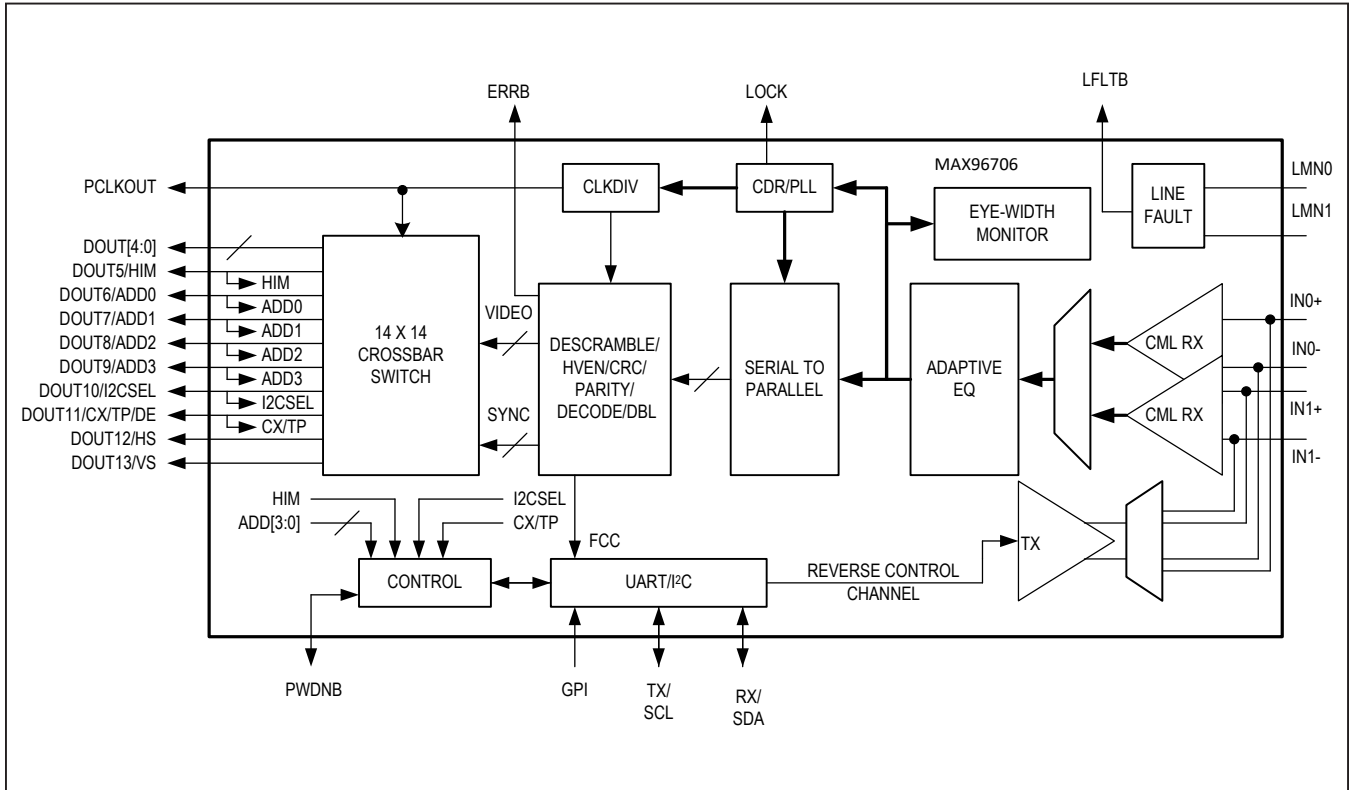 ERRB
LOCK
LFLTB
MAX96706
PCLKOUT
CLKDIV
CDR/PLL
EYE-WIDTH
MONITOR
LINE
FAULT
LMN0
LMN1
DOUT[4:0]
DOUT5/HIM
HIM
DOUT6/ADD0
ADD0
DOUT7/ADD1
ADD1
DOUT8/ADD2
ADD2
DOUT9/ADD3
ADD3
DOUT10/I2CSEL
I2CSEL
DOUT11/CX/TP/DE
CX/TP
DOUT12/HS
DOUT13/VS
14 X 14
CROSSBAR
SWITCH
VIDEO
SYNC
DESCRAMBLE/
HVEN/CRC/
PARITY/
DECODE/DBL
SERIAL TO
PARALLEL
ADAPTIVE
EQ
CML RX
CML RX
IN0+
IN0-
IN1+
IN1-
HIM
ADD[3:0]
I2CSEL
CX/TP
FCC
CONTROL
UART/I²C
REVERSE CONTROL
CHANNEL
TX
PWDNB
GPI
TX/
SCL
RX/
SDA